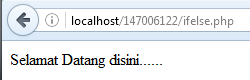 localhost/147006122/ifelse.php
Selamat Datang disini......